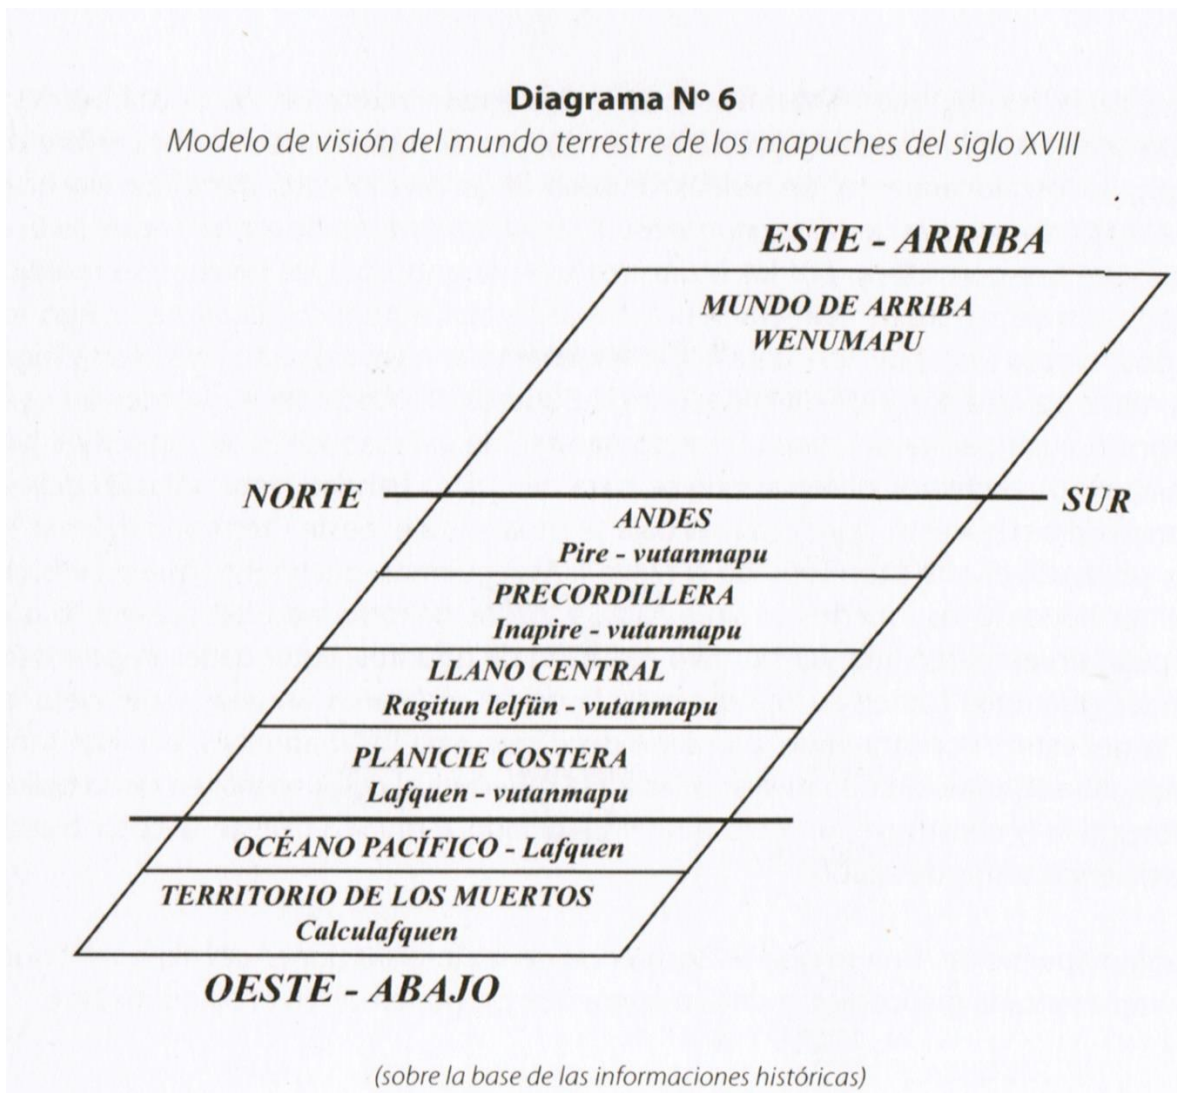 Diagrama Nº 6
Modelo de visión del mundo terrestre de los mapuches del siglo XVIII
ESTE - ARRIBA
MUNDO DE ARRIBA
WENUMAPU
NORTE
SUR
ANDES
Pire - vutanmapu
PRECORDILLERA
Inapire - vutanmapu
LLANO CENTRAL
Ragitun lelfün - vutanmapu
PLANICIE COSTERA
Lafquen - vutanmapu
OCÉANO PACÍFICO - Lafquen
TERRITORIO DE LOS MUERTOS
Calculafquen
OESTE - ABAJO
(sobre la base de las informaciones históricas)